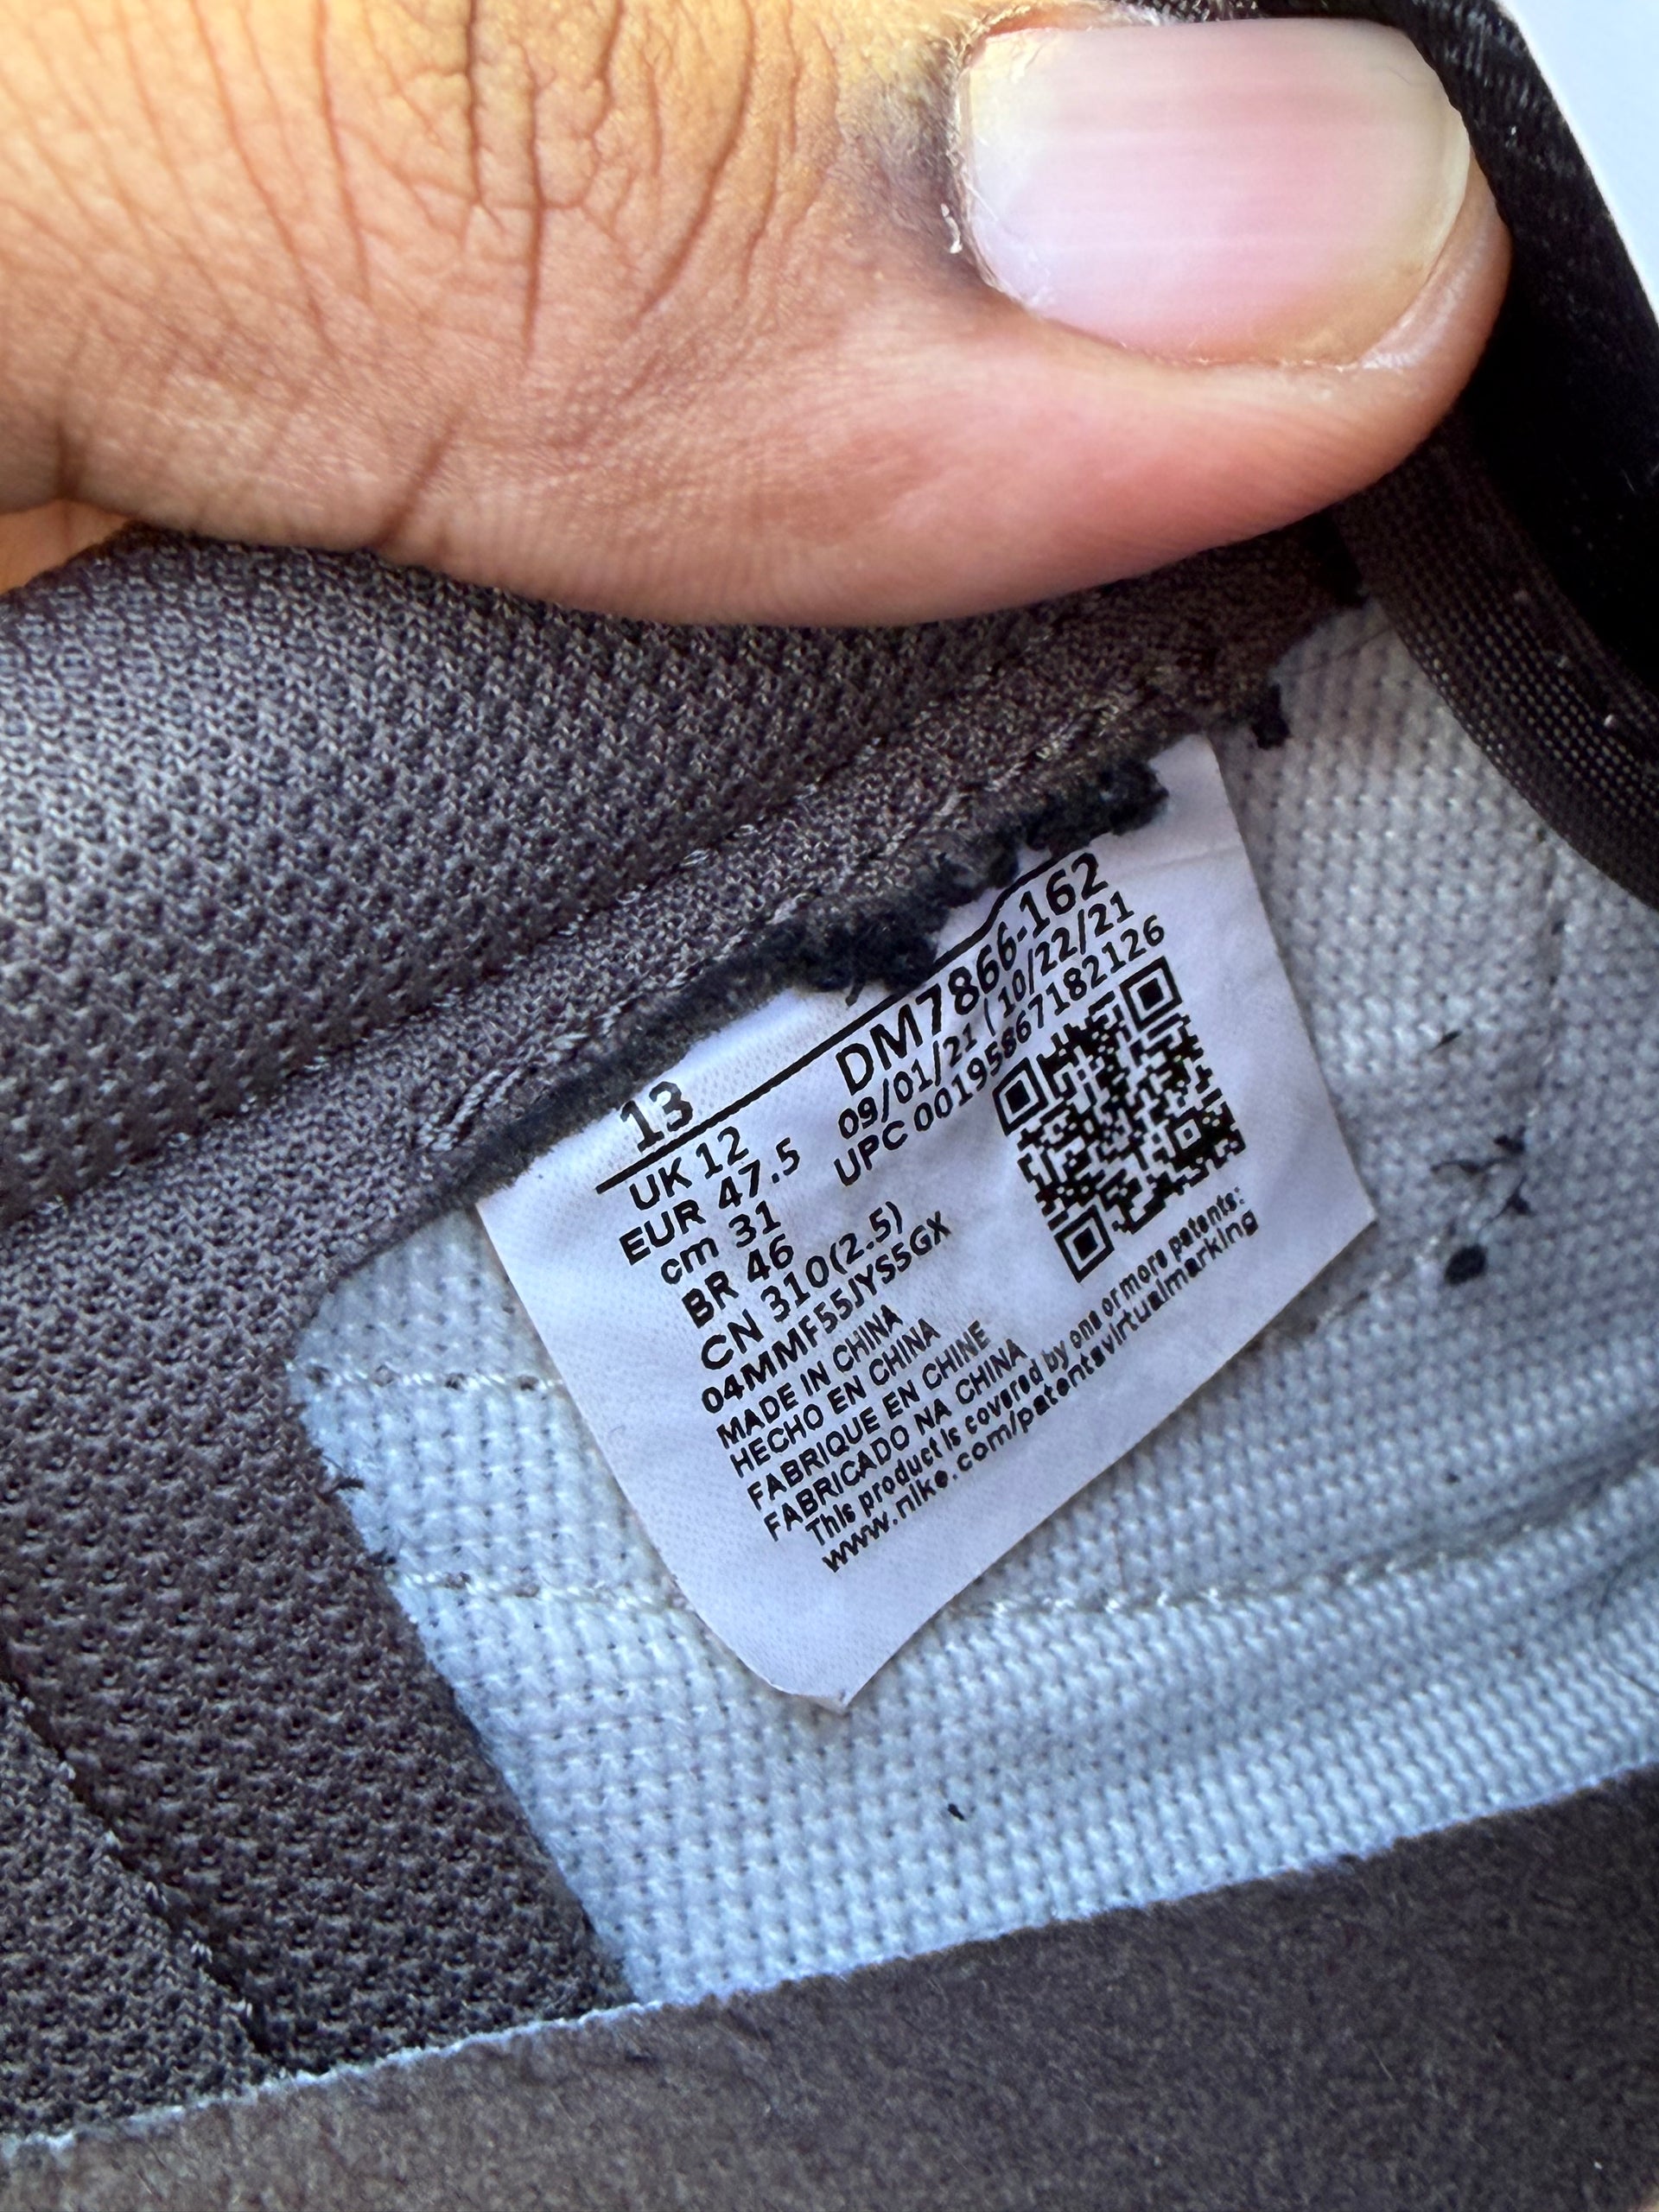 13 DM7866-162
UK 12 09/01/21 (10/22/21
EUR 47.5 UPC 00195867182126
cm 31
BR 46
CN 310(2.5)
04MMF55JYS5GX
MADE IN CHINA
HECHO EN CHINA
FABRIQUE EN CHINE
FABRICADO NA CHINA
This product is covered by one or more patents:
www.nike.com/patentsvirtualmarking